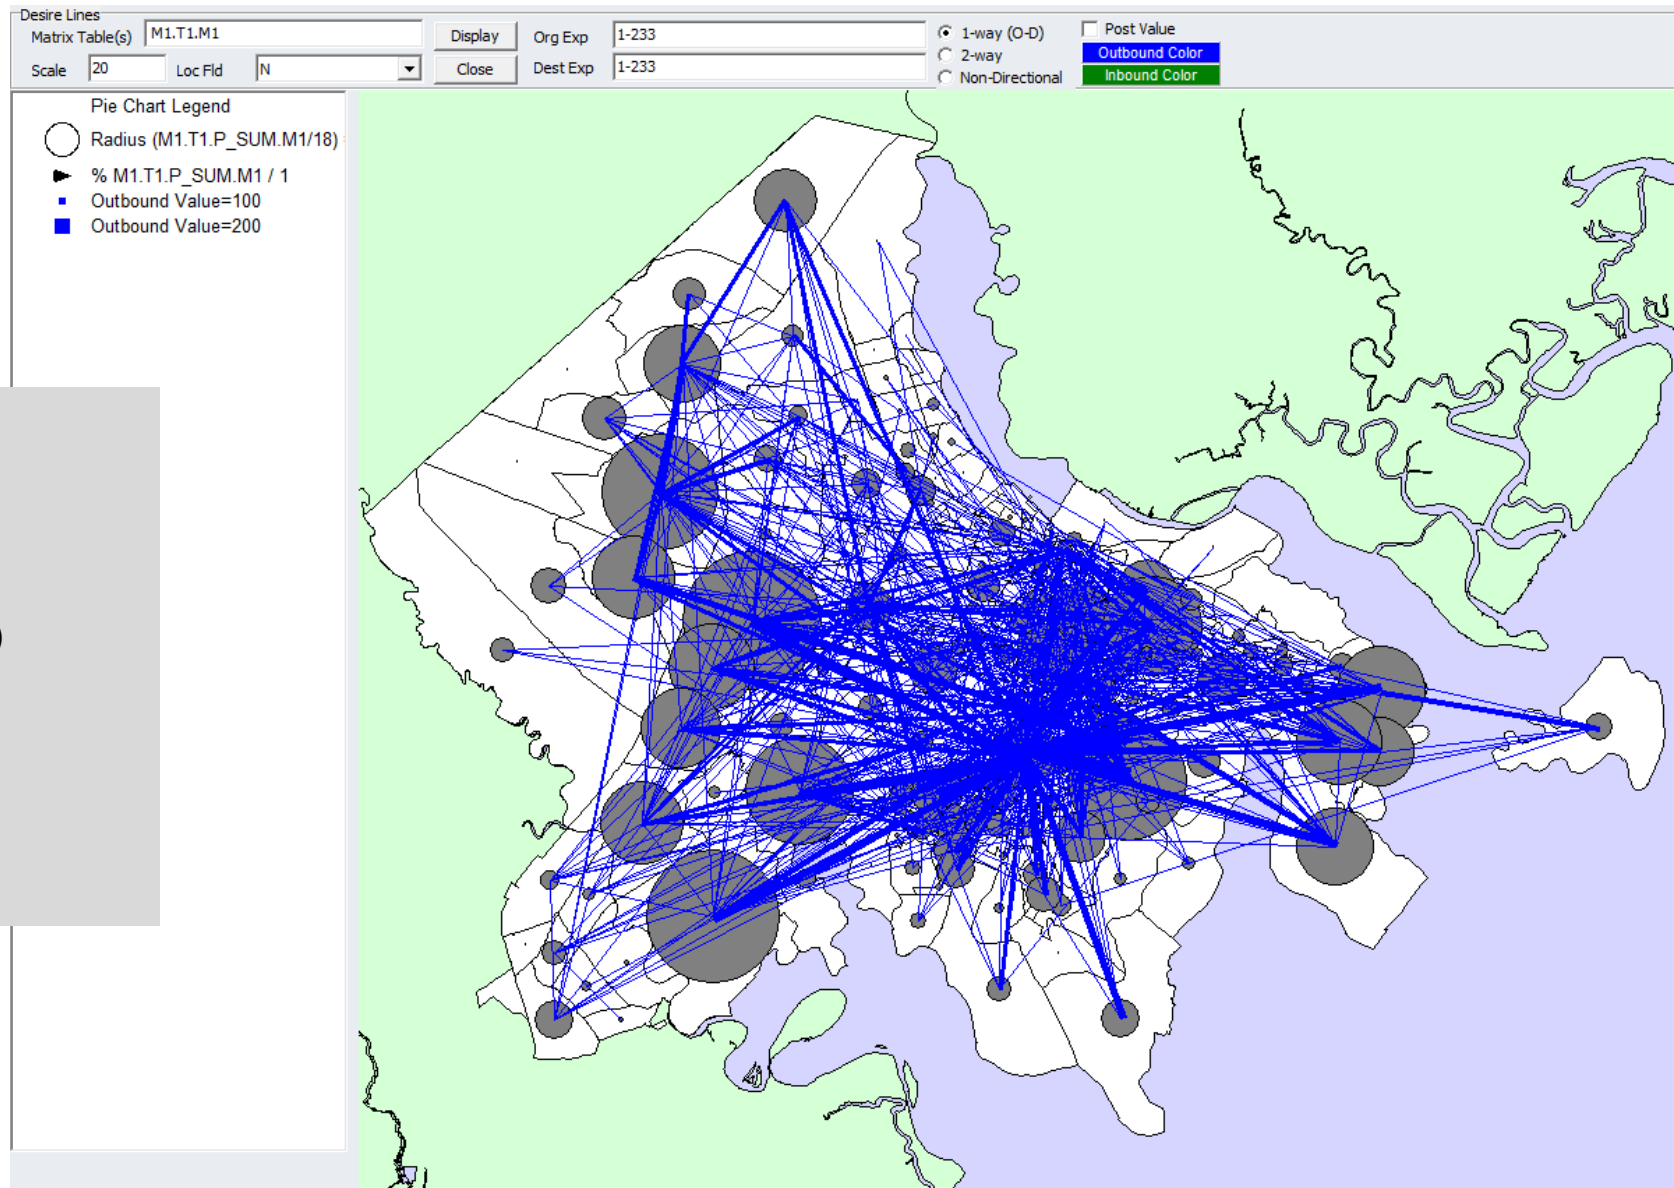 Desire Lines
Matrix Table(s) M1.T1.M1 Display Org Exp 1-233 1-way (O-D) Post Value
2-way Outbound Color
Scale 20 Loc Fld N Close Dest Exp 1-233 Non-Directional Inbound Color
Pie Chart Legend
Radius (M1.T1.P_SUM.M1/18)
% M1.T1.P_SUM.M1 / 1
Outbound Value=100
Outbound Value=200
)